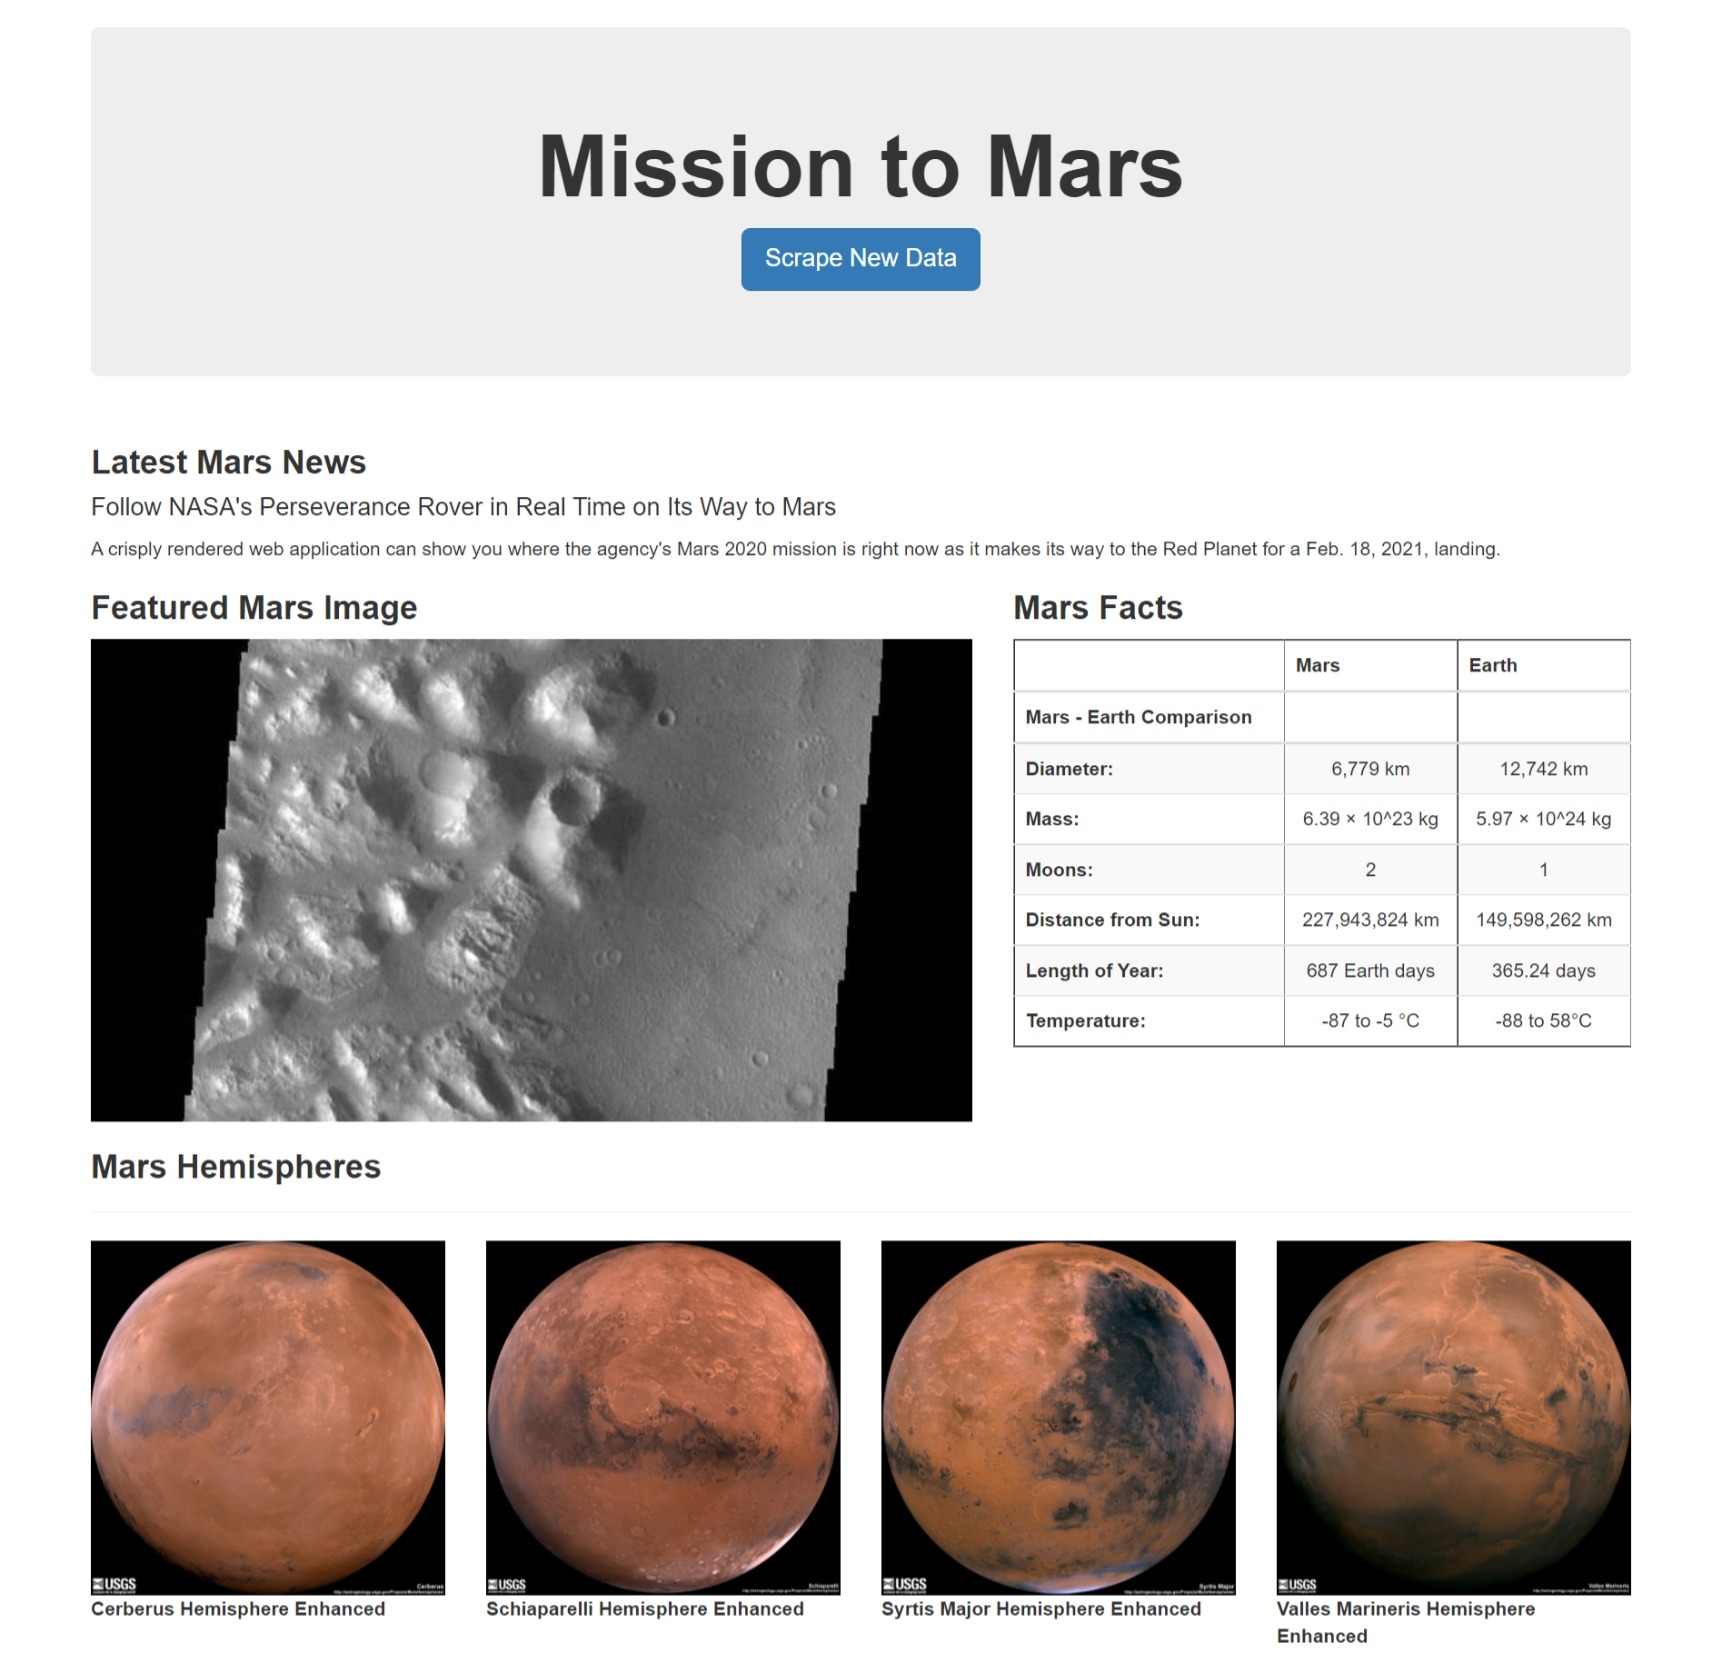 Mission to Mars
Scrape New Data
Latest Mars News
Follow NASA's Perseverance Rover in Real Time on Its Way to Mars
A crisply rendered web application can show you where the agency's Mars 2020 mission is right now as it makes its way to the Red Planet for a Feb. 18, 2021, landing.
Featured Mars Image
Mars Facts
Mars Earth
Mars - Earth Comparison
Diameter: 6,779 km 12,742 km
Mass: 6.39 × 10^23 kg 5.97 × 10^24 kg
Moons: 2 1
Distance from Sun: 227,943,824 km 149,598,262 km
Length of Year: 687 Earth days 365.24 days
Temperature: -87 to -5 °C -88 to 58°C
Mars Hemispheres
USGS
Cerberus
Cerberus Hemisphere Enhanced
USGS
Schiaparelli
Schiaparelli Hemisphere Enhanced
USGS
Syrtis Major
Syrtis Major Hemisphere Enhanced
USGS
Valles Marineris
Valles Marineris Hemisphere
Enhanced